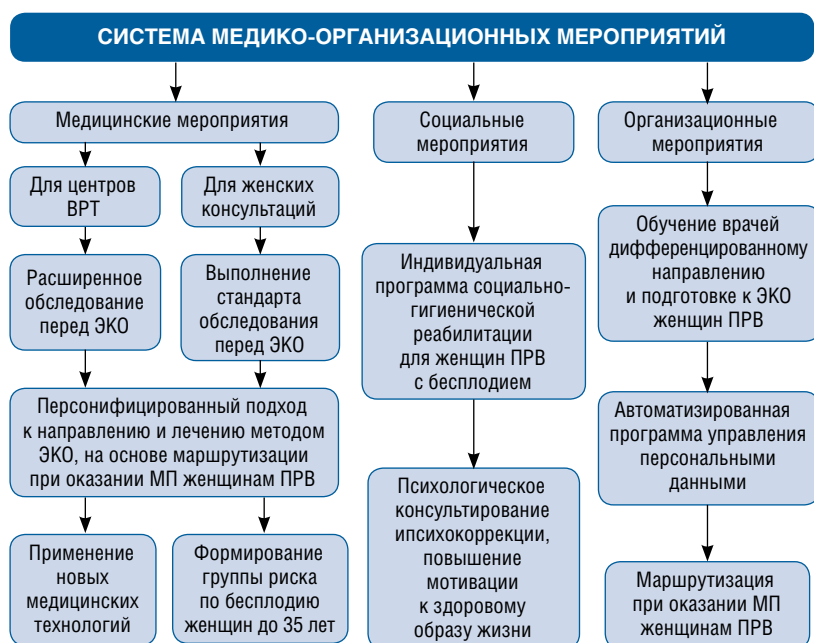 СИСТЕМА МЕДИКО-ОРГАНИЗАЦИОННЫХ МЕРОПРИЯТИЙ
Медицинские мероприятия
Для центров
ВРТ
Для женских
консультаций
Расширенное
обследование
перед ЭКО
Выполнение
стандарта
обследования
перед ЭКО
Персонифицированный подход
к направлению и лечению методом
ЭКО, на основе маршрутизации
при оказании МП женщинам ПРВ
Применение
новых
медицинских
технологий
Формирование
группы риска
по бесплодию
женщин до 35 лет
Социальные
мероприятия
Индивидуальная
программа социально-
гигиенической
реабилитации
для женщин ПРВ
с бесплодием
Психологическое
консультирование
ипсихокоррекции,
повышение
мотивации
к здоровому
образу жизни
Организационные
мероприятия
Обучение врачей
дифференцированному
направлению
и подготовке к ЭКО
женщин ПРВ
Автоматизированная
программа управления
персональными
данными
Маршрутизация
при оказании МП
женщинам ПРВ